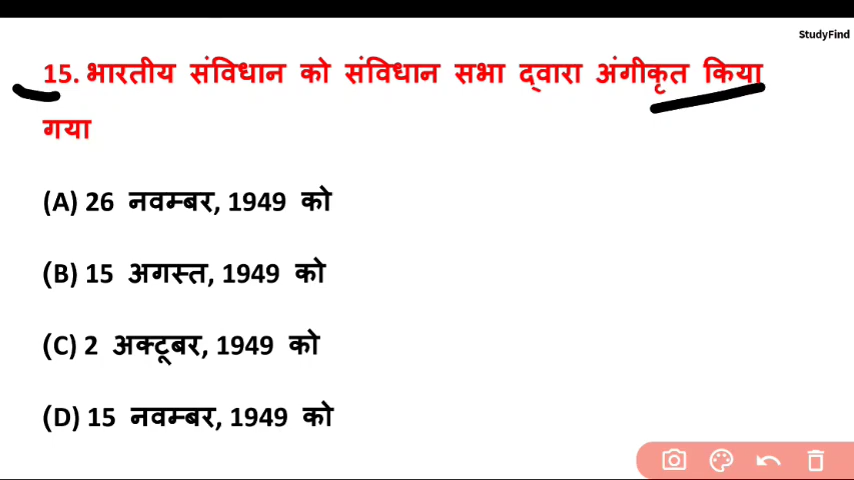 StudyFind
15. भारतीय संविधान को संविधान सभा द्वारा अंगीकृत किया
गया
(A) 26 नवम्बर, 1949 को
(B) 15 अगस्त, 1949 को
(C) 2 अक्टूबर, 1949 को
(D) 15 नवम्बर, 1949 को